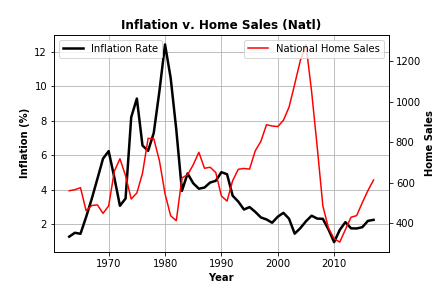 Inflation v. Home Sales (Natl)
Inflation Rate
National Home Sales
12
10
8
6
4
2
Inflation (%)
1200
1000
800
600
400
Home Sales
1970 1980 1990 2000 2010
Year